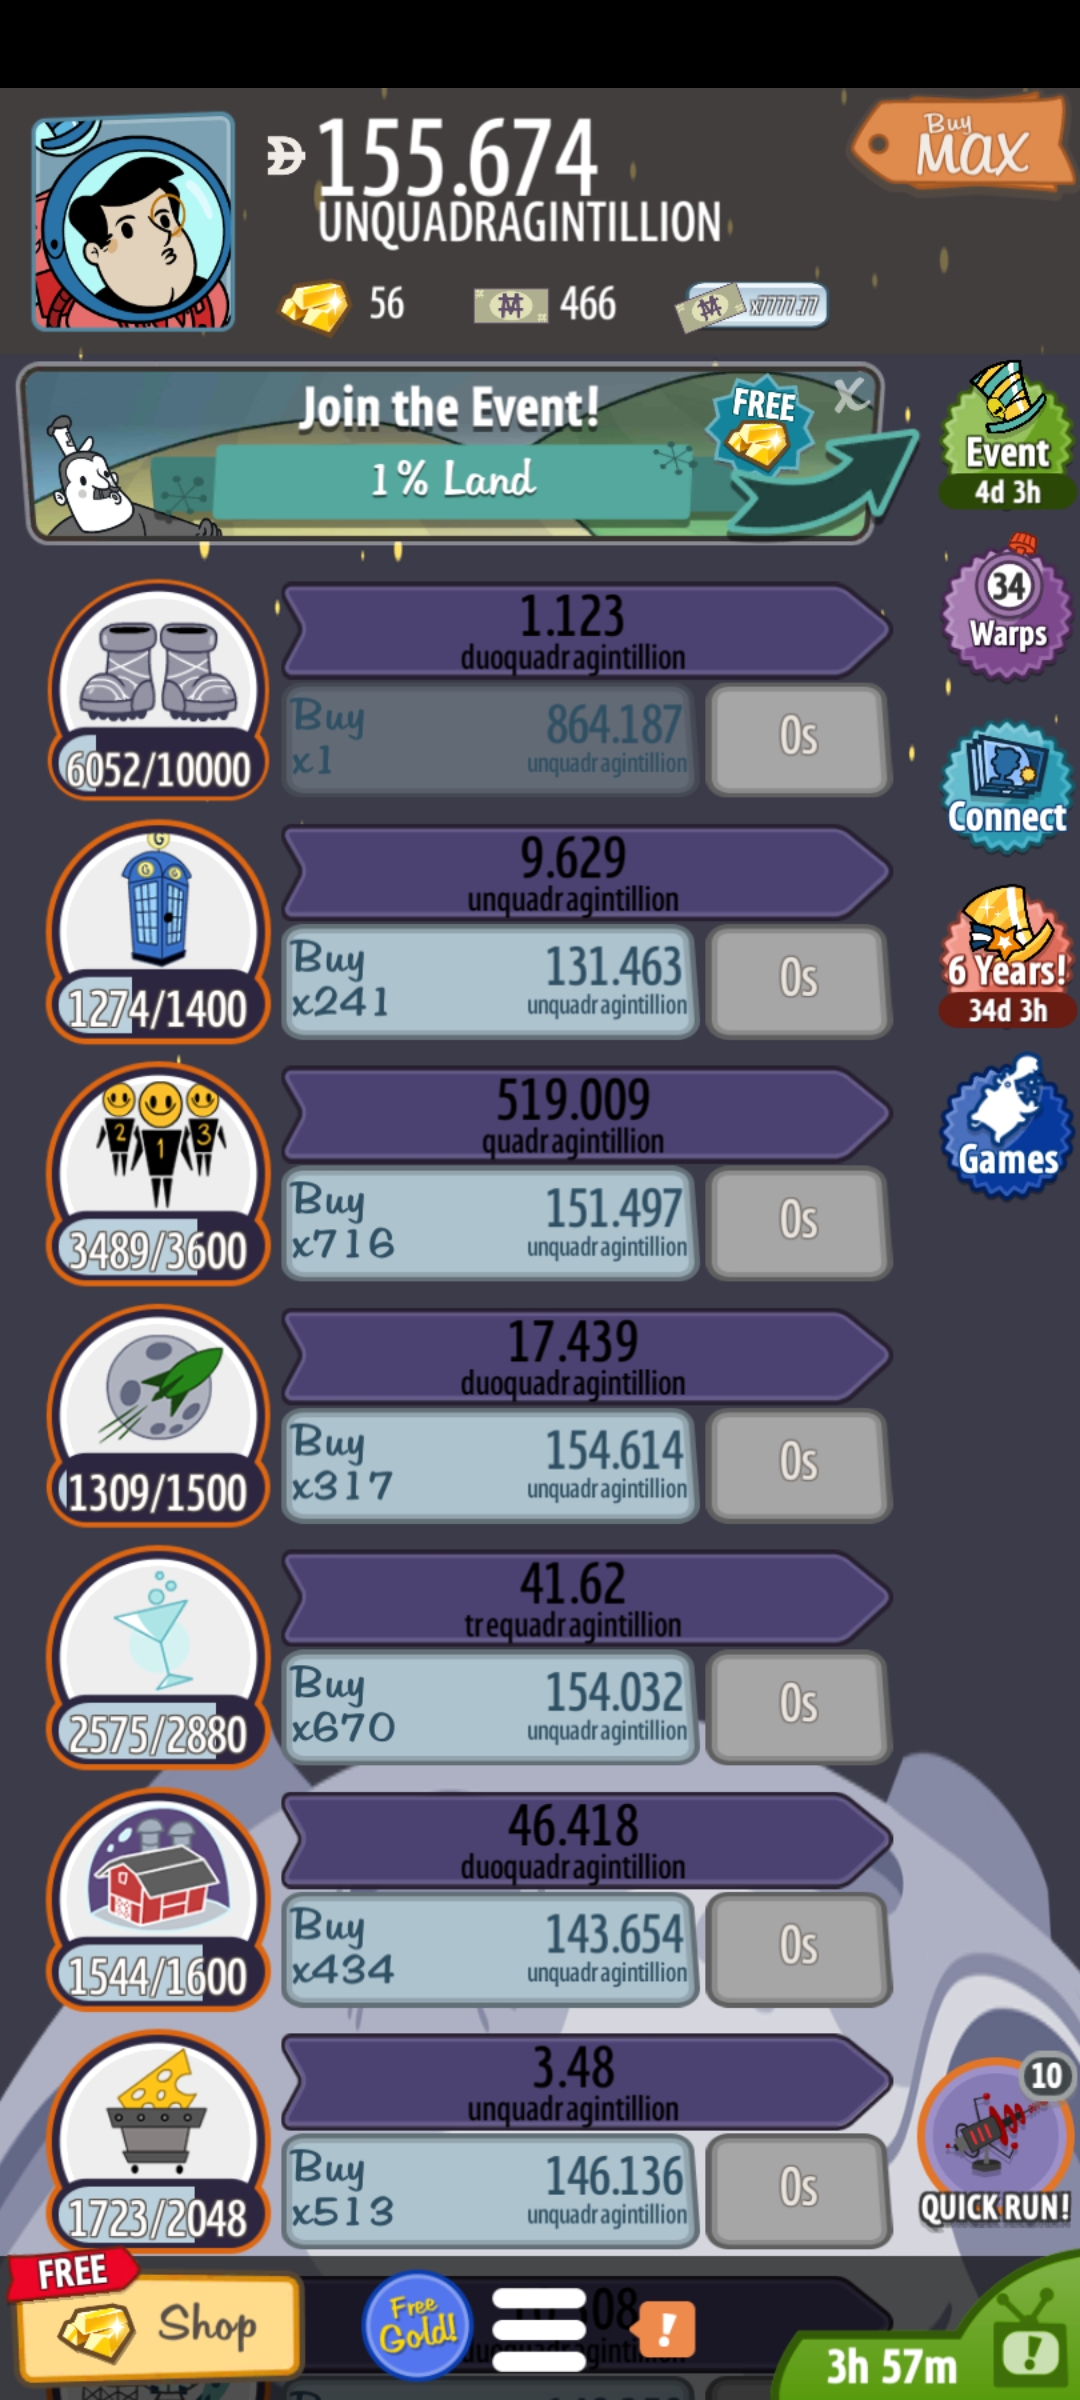 155.674
UNQUADRAGINTILLION
Buy
MAX
56
466
x7777.77
Join the Event!
1% Land
FREE
X
Event
4d 3h
34
Warps
Connect
6 Years!
34d 3h
Games
1.123
duoquadragintillion
6052/10000
Buy
x1
864.187
unquadragintillion
0s
G
G G
9.629
unquadragintillion
1274/1400
Buy
x241
131.463
unquadragintillion
0s
2 1 3
519.009
quadragintillion
3489/3600
Buy
x716
151.497
unquadragintillion
0s
17.439
duoquadragintillion
1309/1500
Buy
x317
154.614
unquadragintillion
0s
41.62
trequadragintillion
2575/2880
Buy
x670
154.032
unquadragintillion
0s
46.418
duoquadragintillion
1544/1600
Buy
x434
143.654
unquadragintillion
0s
3.48
unquadragintillion
1723/2048
Buy
x513
146.136
unquadragintillion
0s
10
QUICK RUN!
FREE
Shop
Free
Gold!
!
3h 57m
!